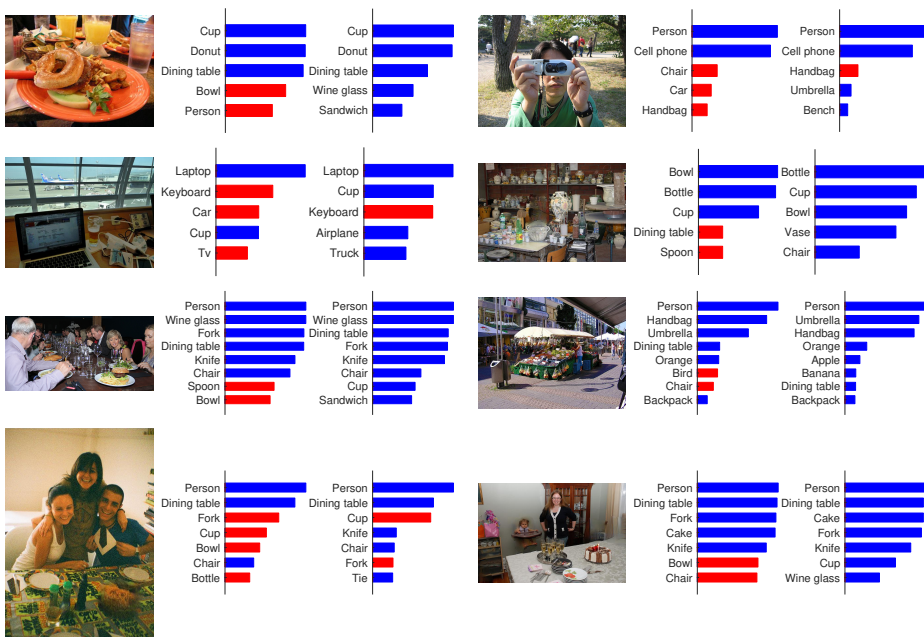 Cup
Donut
Dining table
Bowl
Person
Cup
Donut
Dining table
Wine glass
Sandwich
Person
Cell phone
Chair
Car
Handbag
Person
Cell phone
Handbag
Umbrella
Bench
Laptop
Keyboard
Car
Cup
Tv
Laptop
Cup
Keyboard
Airplane
Truck
Bowl
Bottle
Cup
Dining table
Spoon
Bottle
Cup
Bowl
Vase
Chair
Person
Wine glass
Fork
Dining table
Knife
Chair
Spoon
Bowl
Person
Wine glass
Dining table
Fork
Knife
Chair
Cup
Sandwich
Person
Handbag
Umbrella
Dining table
Orange
Bird
Chair
Backpack
Person
Umbrella
Handbag
Orange
Apple
Banana
Dining table
Backpack
Person
Dining table
Fork
Cup
Bowl
Chair
Bottle
Person
Dining table
Cup
Knife
Chair
Fork
Tie
Person
Dining table
Fork
Cake
Knife
Bowl
Chair
Person
Dining table
Cake
Fork
Knife
Cup
Wine glass